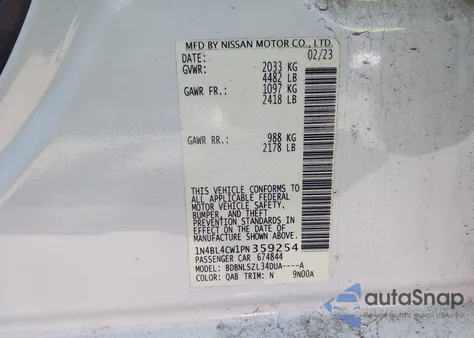 MFD BY NISSAN MOTOR CO., LTD.
DATE: 02/23
GVWR: 2033 KG
4482 LB
GAWR FR.: 1097 KG
2418 LB
GAWR RR.: 988 KG
2178 LB
THIS VEHICLE CONFORMS TO
ALL APPLICABLE FEDERAL
MOTOR VEHICLE SAFETY,
BUMPER, AND THEFT
PREVENTION STANDARDS IN
EFFECT ON THE DATE OF
MANUFACTURE SHOWN ABOVE.
1N4BL4CW1PN359254
PASSENGER CAR 674844
MODEL: BDBNLSZL34DUA----A
COLOR: QAB TRIM: N 9N00A
autoSnap
USA - EU